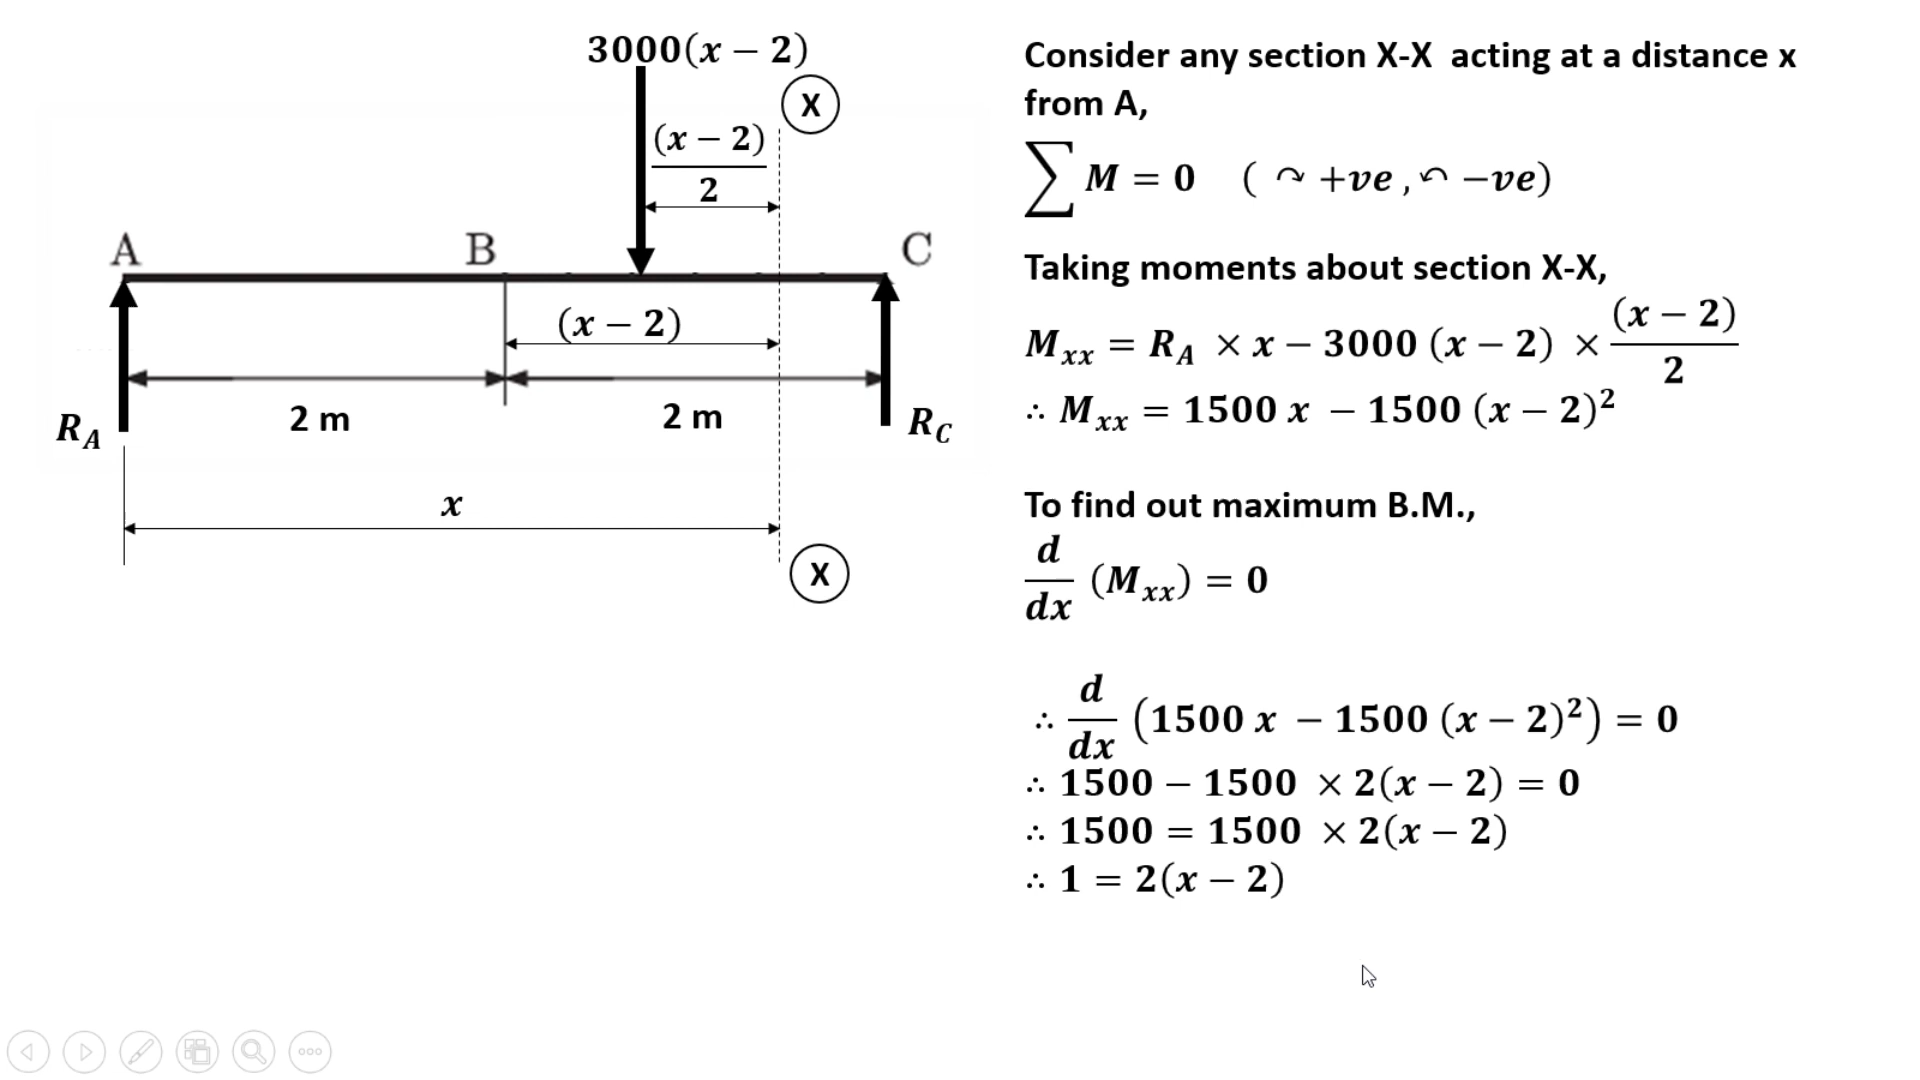 3000(x − 2)
X
(x − 2)
2
A
B
C
(x − 2)
2 m
2 m
R_A
R_C
x
X
Consider any section X-X acting at a distance x
from A,
∑ M = 0 ( ↷ +ve , ↶ −ve)
Taking moments about section X-X,
M_xx = R_A × x − 3000 (x − 2) × (x − 2)/2
∴ M_xx = 1500 x − 1500 (x − 2)²
To find out maximum B.M.,
d/dx (M_xx) = 0
∴ d/dx (1500 x − 1500 (x − 2)²) = 0
∴ 1500 − 1500 × 2(x − 2) = 0
∴ 1500 = 1500 × 2(x − 2)
∴ 1 = 2(x − 2)